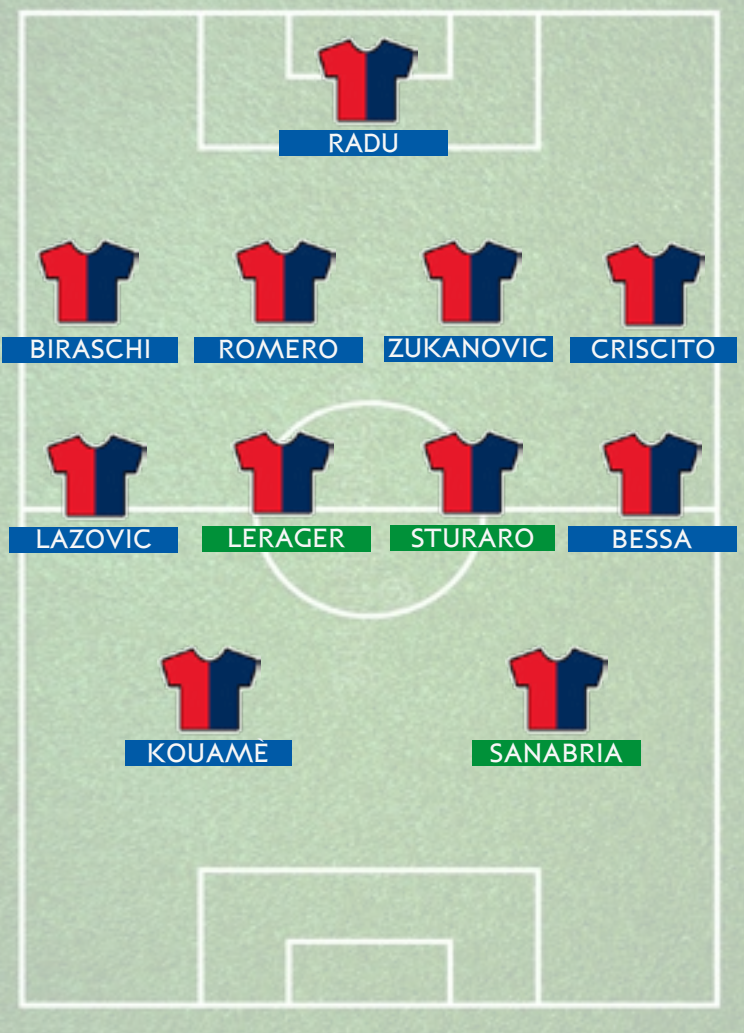 RADU
BIRASCHI
ROMERO
ZUKANOVIC
CRISCITO
LAZOVIC
LERAGER
STURARO
BESSA
KOUAMÈ
SANABRIA